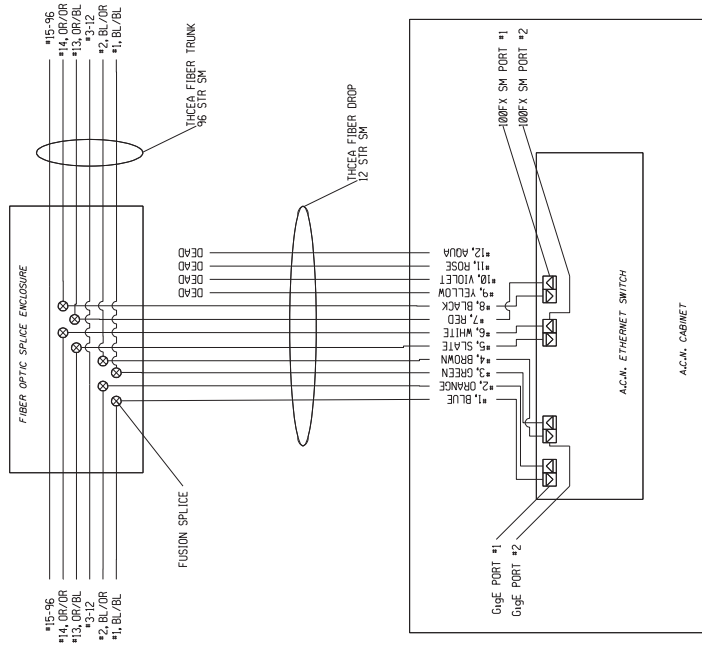 #15-96
#14, OR/OR
#13, OR/BL
#3-12
#2, BL/OR
#1, BL/BL
THCEA FIBER TRUNK
96 STR SM
FIBER OPTIC SPLICE ENCLOSURE
FUSION SPLICE
#15-96
#14, OR/OR
#13, OR/BL
#3-12
#2, BL/OR
#1, BL/BL
THCEA FIBER DROP
12 STR SM
DEAD
DEAD
DEAD
DEAD
#12, AQUA
#11, ROSE
#10, VIOLET
#9, YELLOW
#8, BLACK
#7, RED
#6, WHITE
#5, SLATE
#4, BROWN
#3, GREEN
#2, ORANGE
#1, BLUE
100FX SM PORT #1
100FX SM PORT #2
GigE PORT #1
GigE PORT #2
A.C.N. ETHERNET SWITCH
A.C.N. CABINET